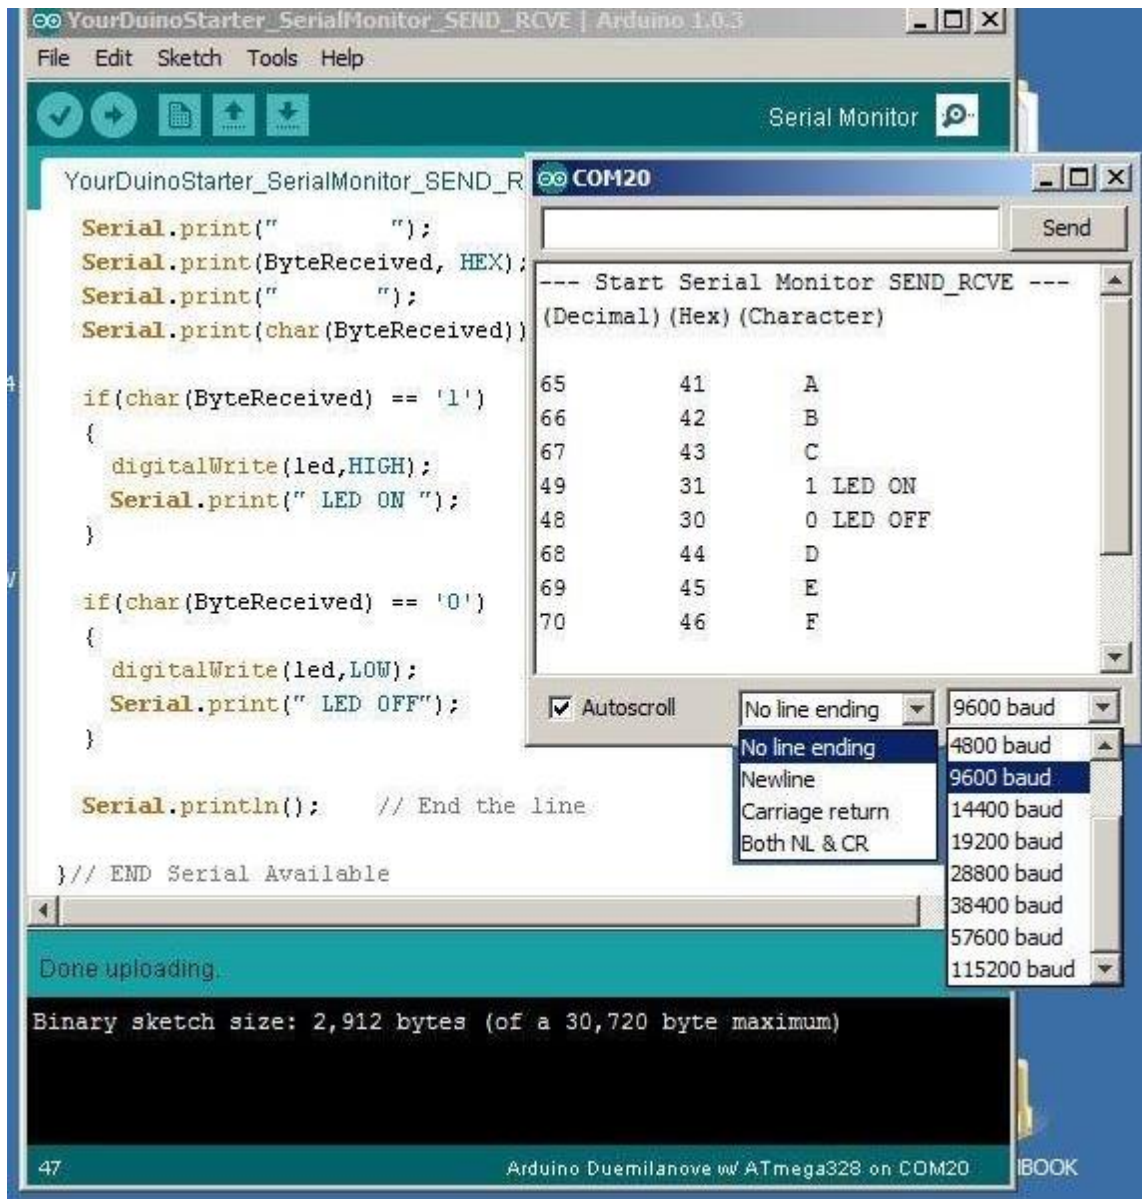 YourDuinoStarter_SerialMonitor_SEND_RCVE | Arduino 1.0.3
File Edit Sketch Tools Help
Serial Monitor
YourDuinoStarter_SerialMonitor_SEND_R
Serial.print("        ");
Serial.print(ByteReceived, HEX);
Serial.print("       ");
Serial.print(char(ByteReceived))
if(char(ByteReceived) == '1')
{
digitalWrite(led,HIGH);
Serial.print(" LED ON ");
}
if(char(ByteReceived) == '0')
{
digitalWrite(led,LOW);
Serial.print(" LED OFF");
}
Serial.println();    // End the line
}// END Serial Available
COM20
Send
--- Start Serial Monitor SEND_RCVE ---
(Decimal)(Hex)(Character)
65 41 A
66 42 B
67 43 C
49 31 1 LED ON
48 30 0 LED OFF
68 44 D
69 45 E
70 46 F
Autoscroll
No line ending
9600 baud
No line ending
Newline
Carriage return
Both NL & CR
4800 baud
9600 baud
14400 baud
19200 baud
28800 baud
38400 baud
57600 baud
115200 baud
Done uploading.
Binary sketch size: 2,912 bytes (of a 30,720 byte maximum)
47
Arduino Duemilanove w/ ATmega328 on COM20
IBOOK